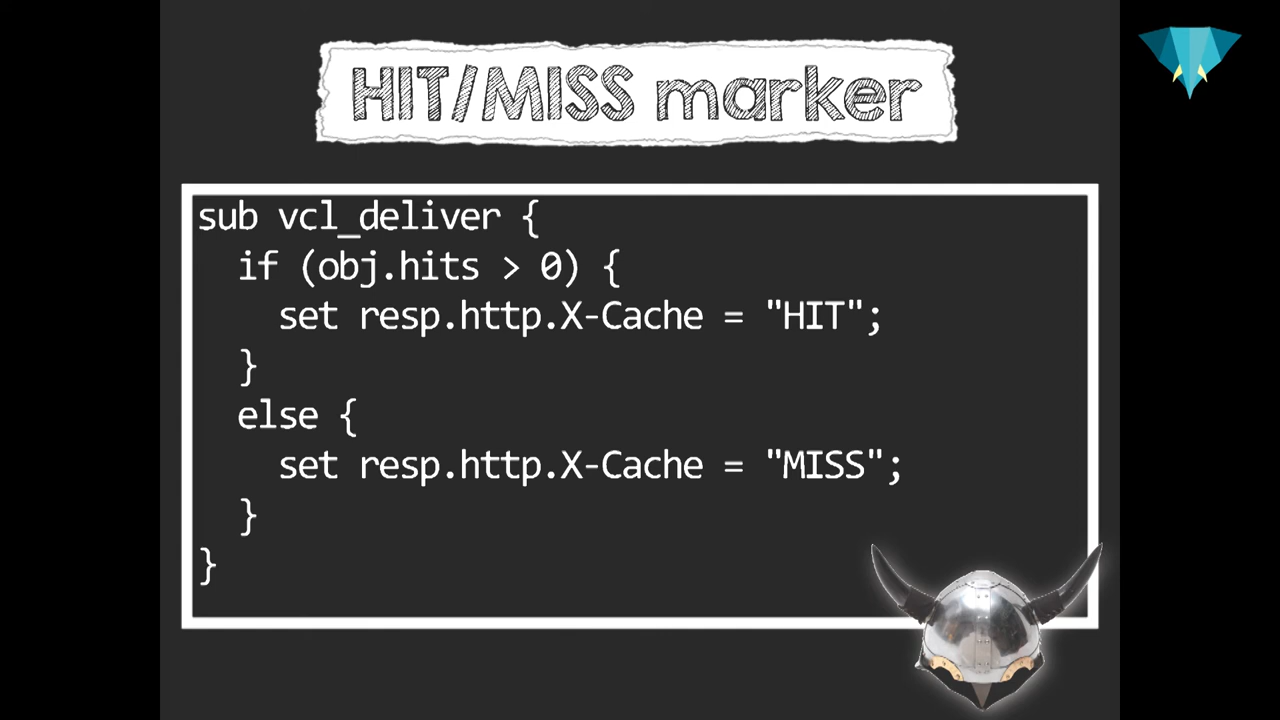 HIT/MISS marker
sub vcl_deliver {
  if (obj.hits > 0) {
    set resp.http.X-Cache = "HIT";
  }
  else {
    set resp.http.X-Cache = "MISS";
  }
}